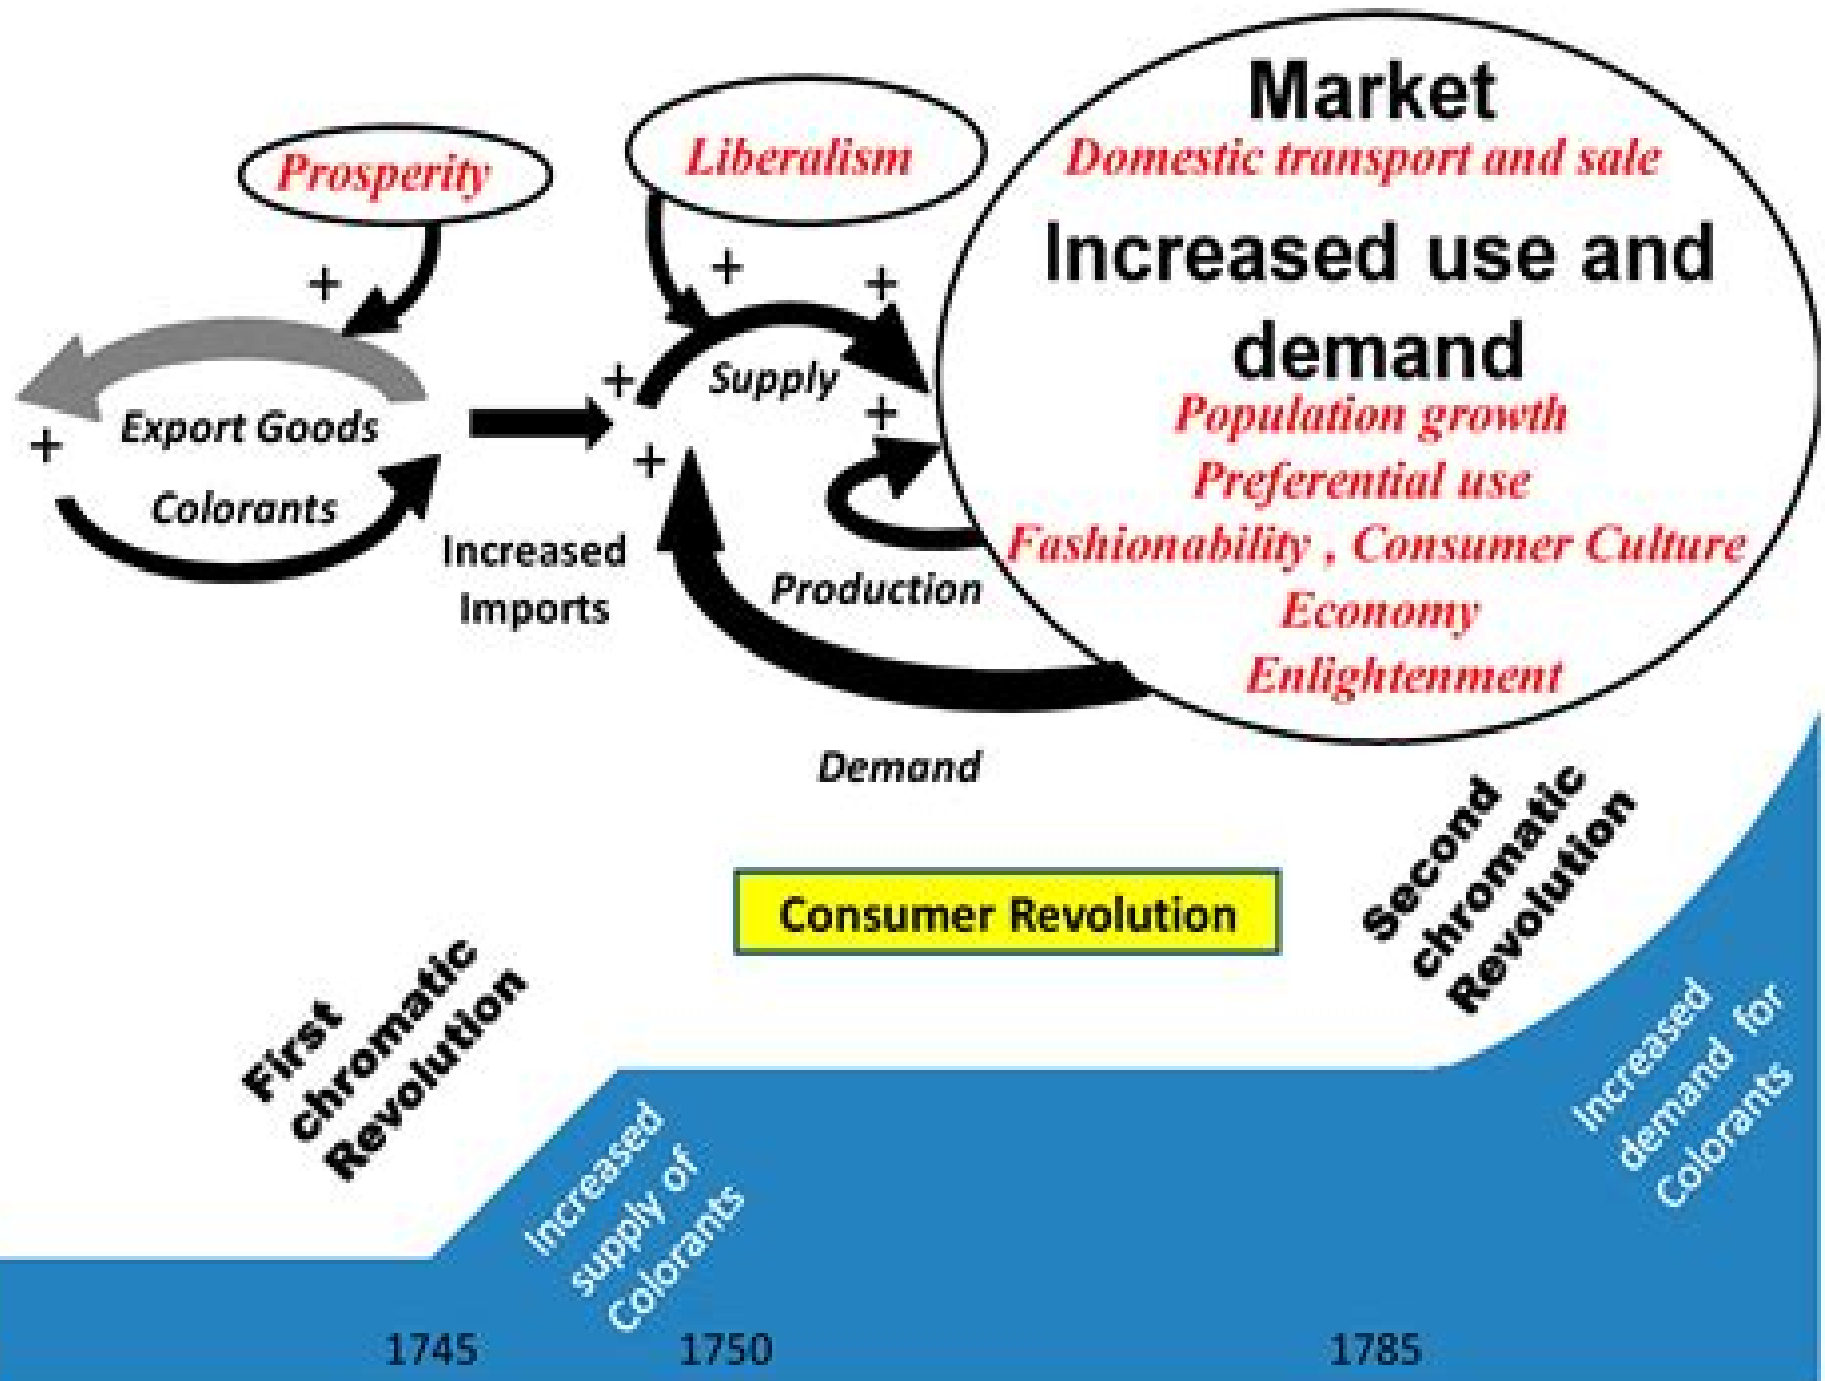 Prosperity
+
Liberalism
+
+
Market
Domestic transport and sale
Increased use and
demand
Population growth
Preferential use
Fashionability , Consumer Culture
Economy
Enlightenment
Export Goods
+
Colorants
Increased
Imports
+
Supply
+
+
Production
Demand
Consumer Revolution
First
chromatic
Revolution
Second
chromatic
Revolution
Increased
supply of
Colorants
Increased
demand for
Colorants
1745
1750
1785